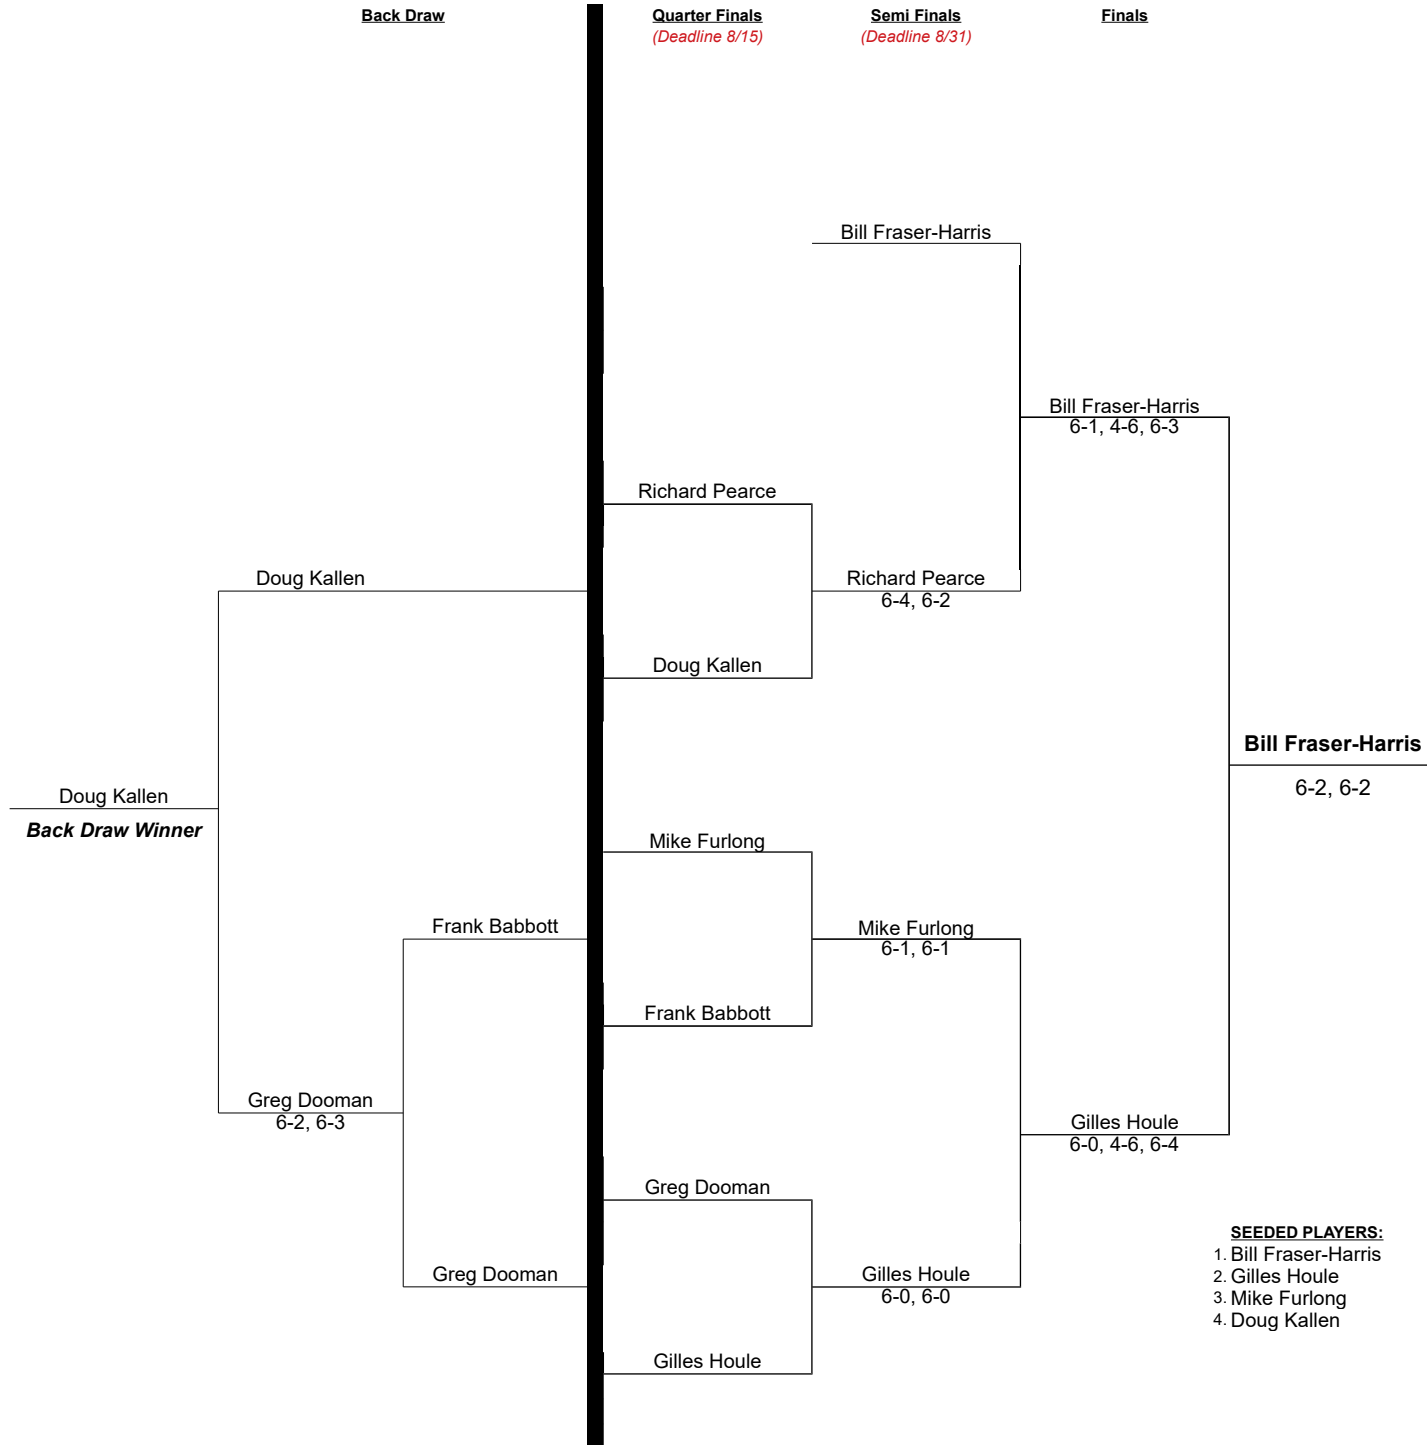 Back Draw
Quarter Finals
(Deadline 8/15)
Semi Finals
(Deadline 8/31)
Finals
Bill Fraser-Harris
Bill Fraser-Harris
6-1, 4-6, 6-3
Richard Pearce
Doug Kallen
Richard Pearce
6-4, 6-2
Doug Kallen
Bill Fraser-Harris
6-2, 6-2
Doug Kallen
Back Draw Winner
Mike Furlong
Frank Babbott
Mike Furlong
6-1, 6-1
Frank Babbott
Greg Dooman
6-2, 6-3
Gilles Houle
6-0, 4-6, 6-4
Greg Dooman
Greg Dooman
Gilles Houle
6-0, 6-0
Gilles Houle
SEEDED PLAYERS:
1. Bill Fraser-Harris
2. Gilles Houle
3. Mike Furlong
4. Doug Kallen